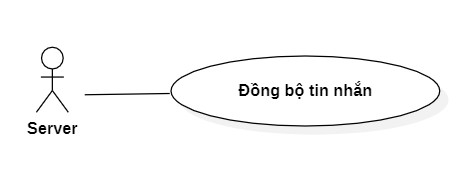 Đồng bộ tin nhắn
Server